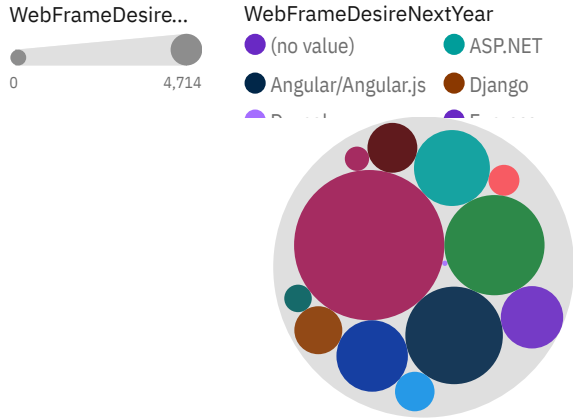 WebFrameDesire...
0 4,714
WebFrameDesireNextYear
(no value) ASP.NET
Angular/Angular.js Django